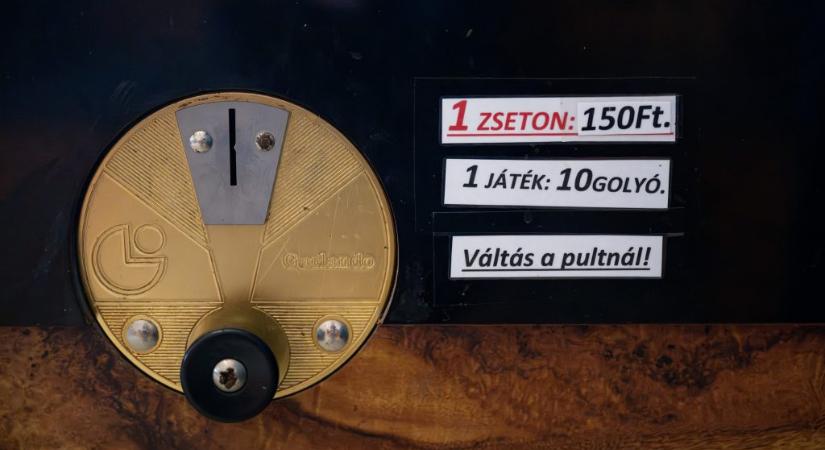 1 ZSETON: 150Ft.
1 JÁTÉK: 10GOLYÓ.
Váltás a pultnál!